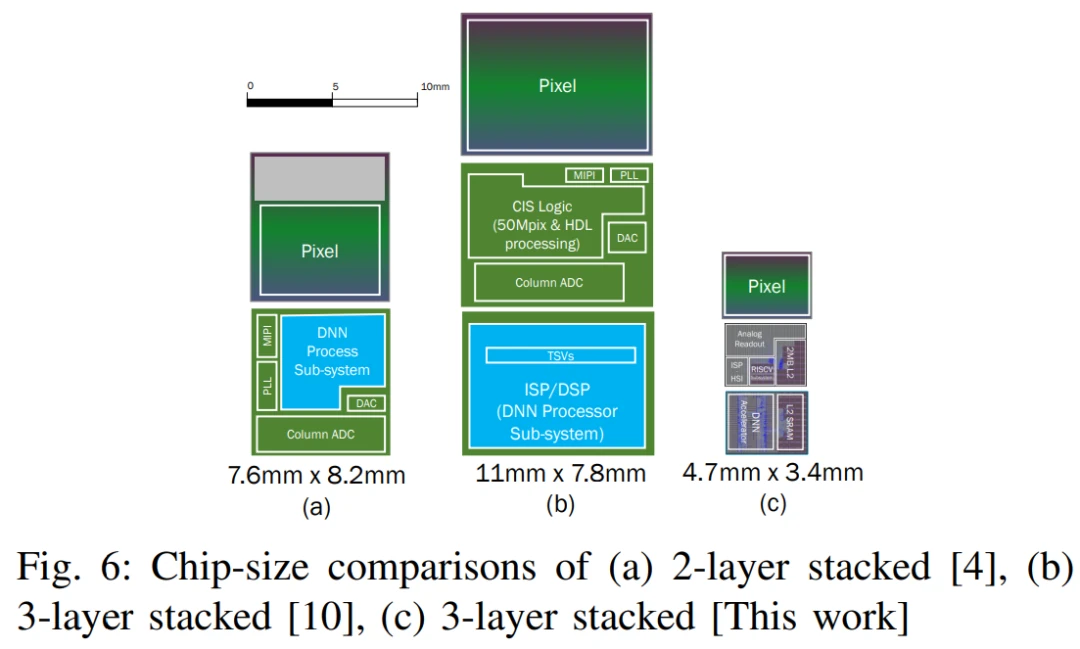 0 5 10mm
Pixel
MIPI PLL
CIS Logic
(50Mpix & HDL
processing)
DAC
Column ADC
TSVs
ISP/DSP
(DNN Processor
Sub-system)
11mm x 7.8mm
(b)
Pixel
MIPI
DNN
Process
Sub-system
PLL
DAC
Column ADC
7.6mm x 8.2mm
(a)
Pixel
Analog
Readout
ISP
HSI
RISCV
2MB L2
DNN
Accelerator
L2 SRAM
4.7mm x 3.4mm
(c)
Fig. 6: Chip-size comparisons of (a) 2-layer stacked [4], (b)
3-layer stacked [10], (c) 3-layer stacked [This work]